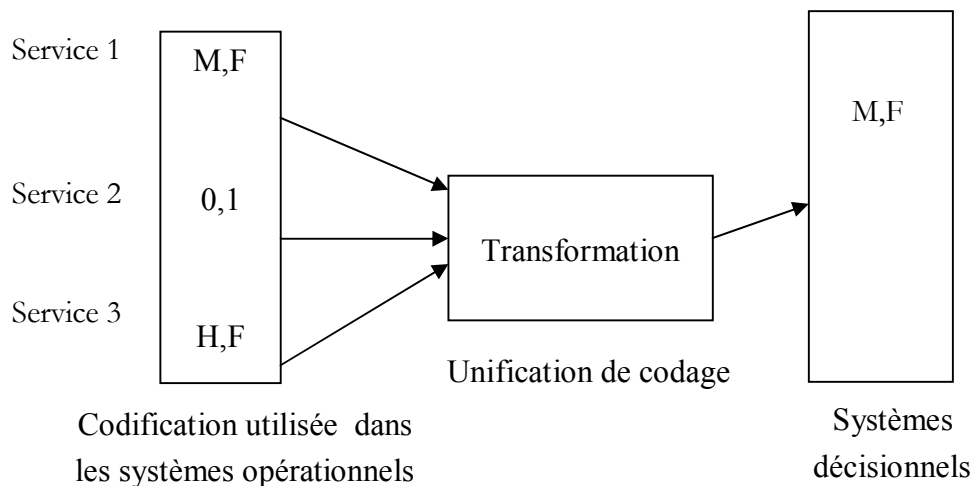 Service 1
M,F
M,F
Service 2
0,1
Transformation
Service 3
H,F
Unification de codage
Codification utilisée dans
les systèmes opérationnels
Systèmes
décisionnels